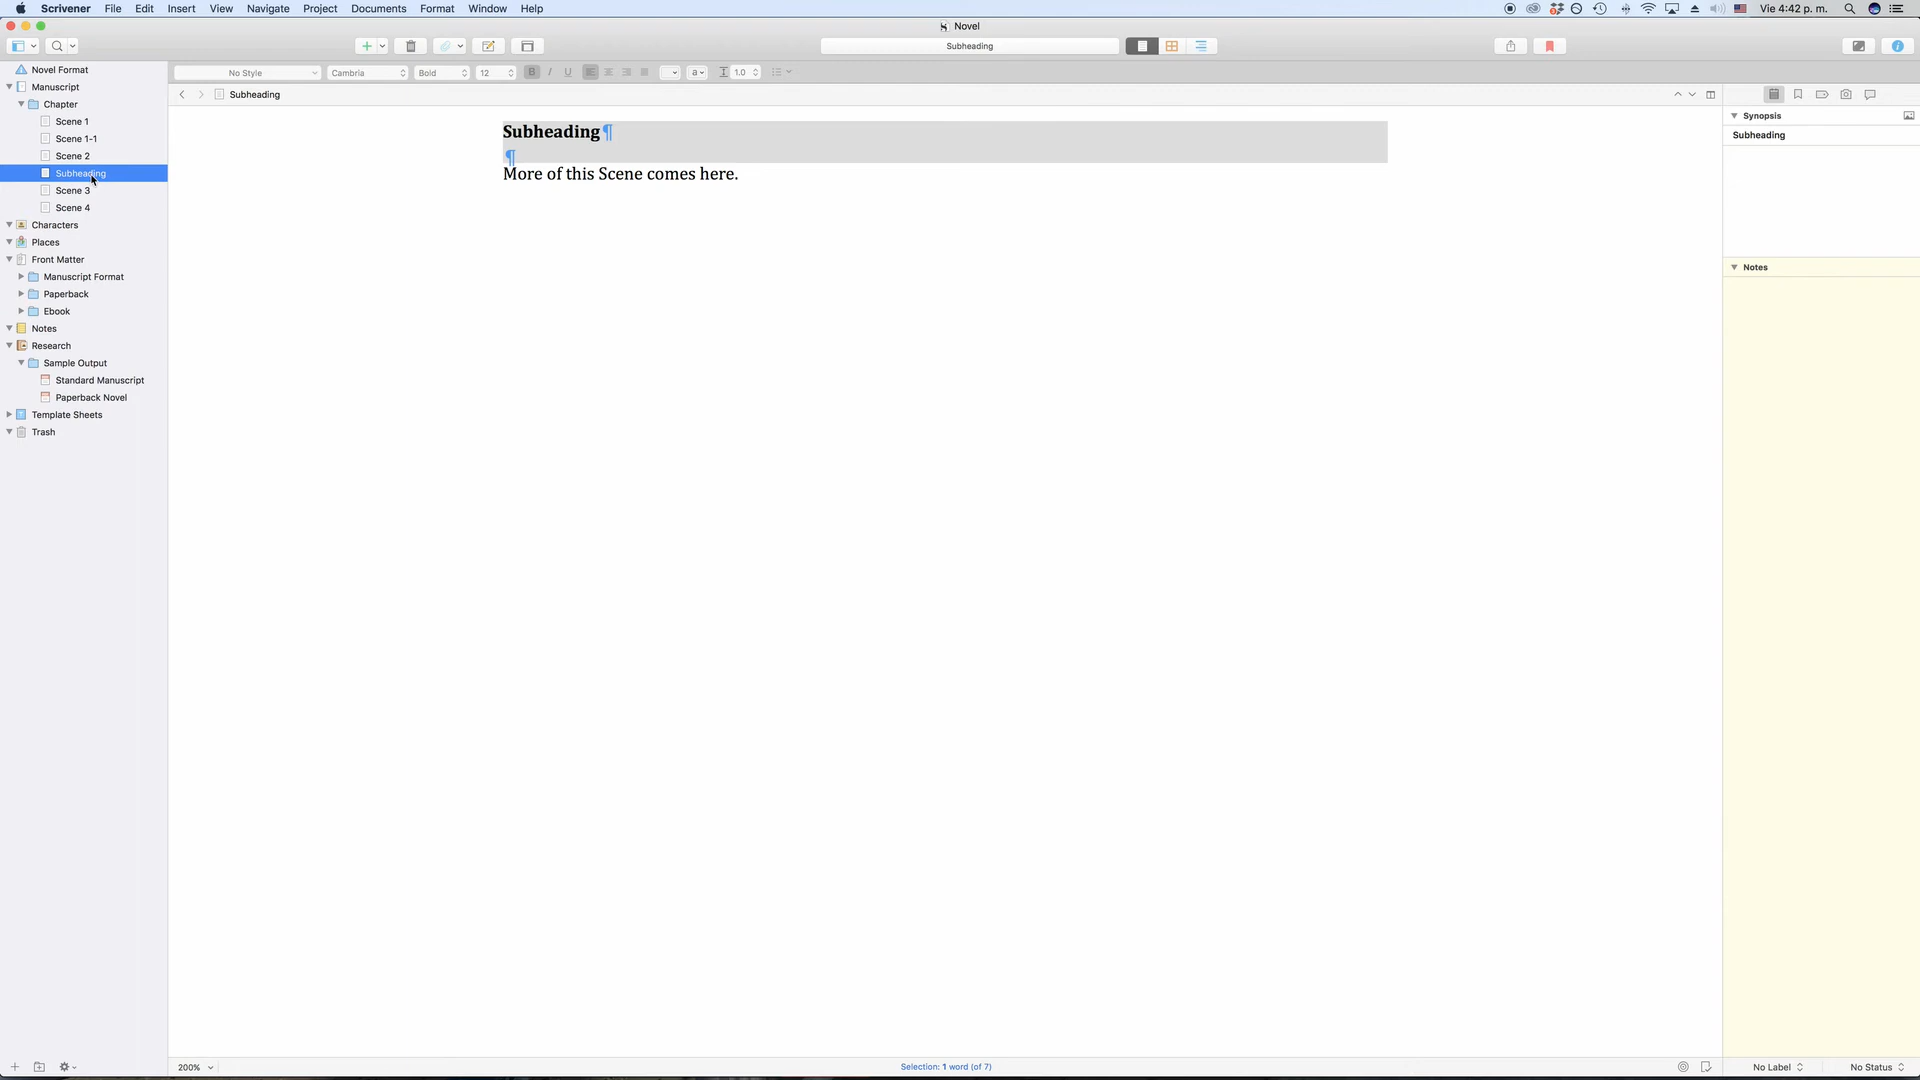 Scrivener File Edit Insert View Navigate Project Documents Format Window Help Vie 4:42 p. m.
Novel
Subheading
No Style Cambria Bold 12 B I U a 1.0
Subheading
Novel Format
Manuscript
Chapter
Scene 1
Scene 1-1
Scene 2
Subheading
Scene 3
Scene 4
Characters
Places
Front Matter
Manuscript Format
Paperback
Ebook
Notes
Research
Sample Output
Standard Manuscript
Paperback Novel
Template Sheets
Trash
Subheading¶
¶
More of this Scene comes here.
Synopsis
Subheading
Notes
200% Selection: 1 word (of 7) No Label No Status